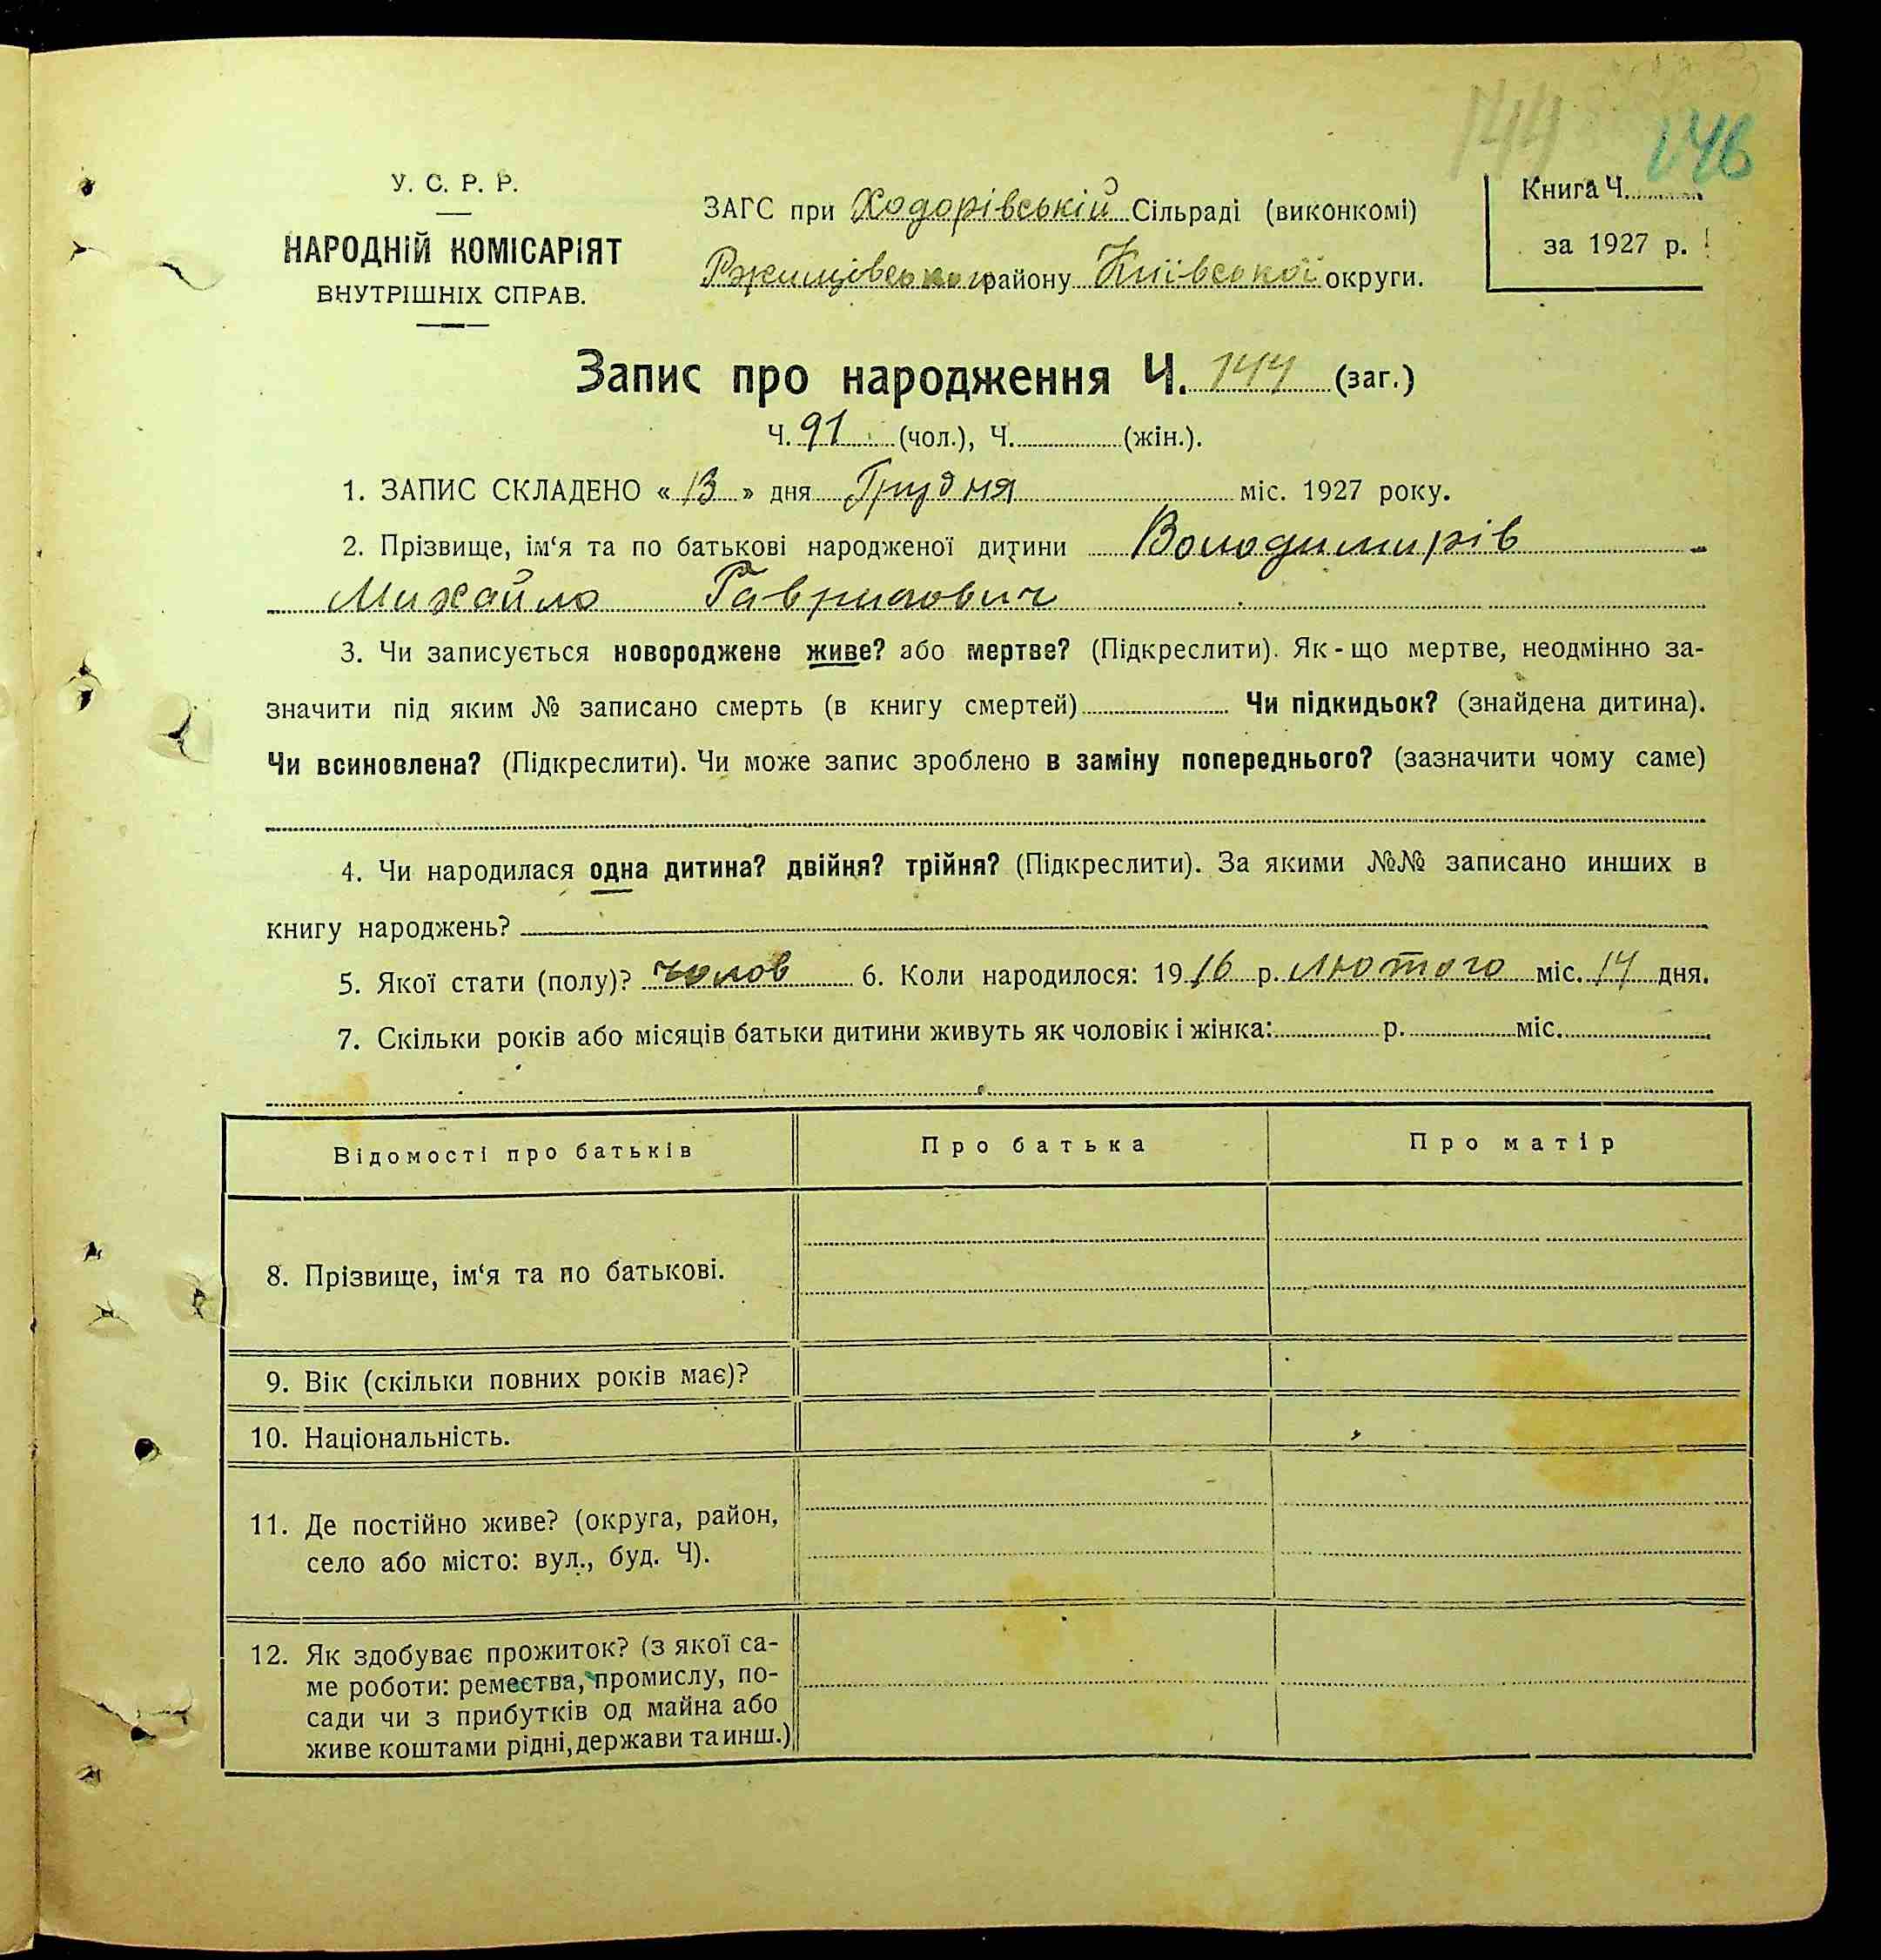 144 146
У. С. Р. Р.
НАРОДНІЙ КОМІСАРІЯТ
ВНУТРІШНІХ СПРАВ.
ЗАГС при Ходорівській Сільраді (виконкомі)
Ржищівського району Київської округи.
Книга Ч.
за 1927 р.
Запис про народження Ч. 144 (заг.)
Ч. 91 (чол.), Ч. (жін.).
1. ЗАПИС СКЛАДЕНО « 13 » дня Грудня міс. 1927 року.
2. Прізвище, ім‘я та по батькові народженої дитини Володимирів
Михайло Гаврилович
3. Чи записується новороджене живе? або мертве? (Підкреслити). Як-що мертве, неодмінно за-
значити під яким № записано смерть (в книгу смертей) Чи підкидьок? (знайдена дитина).
Чи всиновлена? (Підкреслити). Чи може запис зроблено в заміну попереднього? (зазначити чому саме)
4. Чи народилася одна дитина? двійня? трійня? (Підкреслити). За якими №№ записано инших в
книгу народжень?
5. Якої стати (полу)? чолов 6. Коли народилося: 1916 р. лютого міс. 14 дня.
7. Скільки років або місяців батьки дитини живуть як чоловік і жінка: р. міс.
Відомості про батьків Про батька Про матір
8. Прізвище, ім‘я та по батькові.
9. Вік (скільки повних років має)?
10. Національність.
11. Де постійно живе? (округа, район,
село або місто: вул., буд. Ч).
12. Як здобуває прожиток? (з якої са-
ме роботи: ремества, промислу, по-
сади чи з прибутків од майна або
живе коштами рідні, держави та инш.)